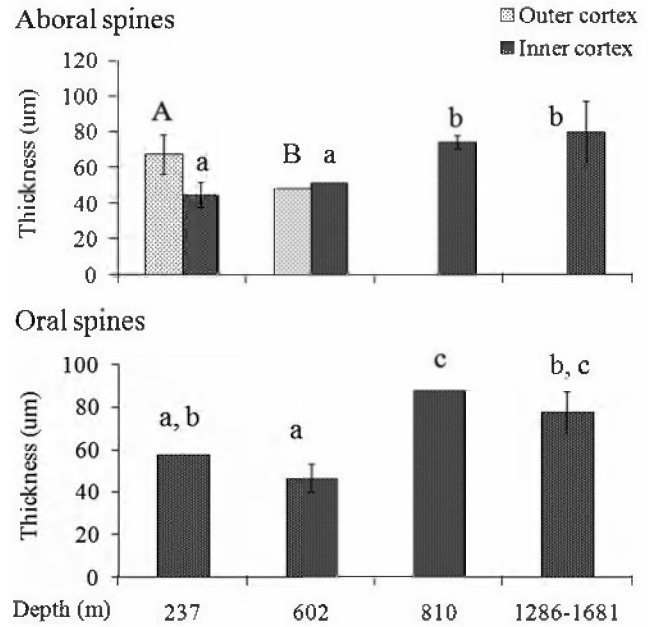 Aboral spines
Outer cortex
Inner cortex
Thickness (um)
120
100
80
60
40
20
0
A
a
B
a
b
b
Oral spines
Thickness (um)
100
80
60
40
20
0
a, b
a
c
b, c
Depth (m) 237 602 810 1286-1681